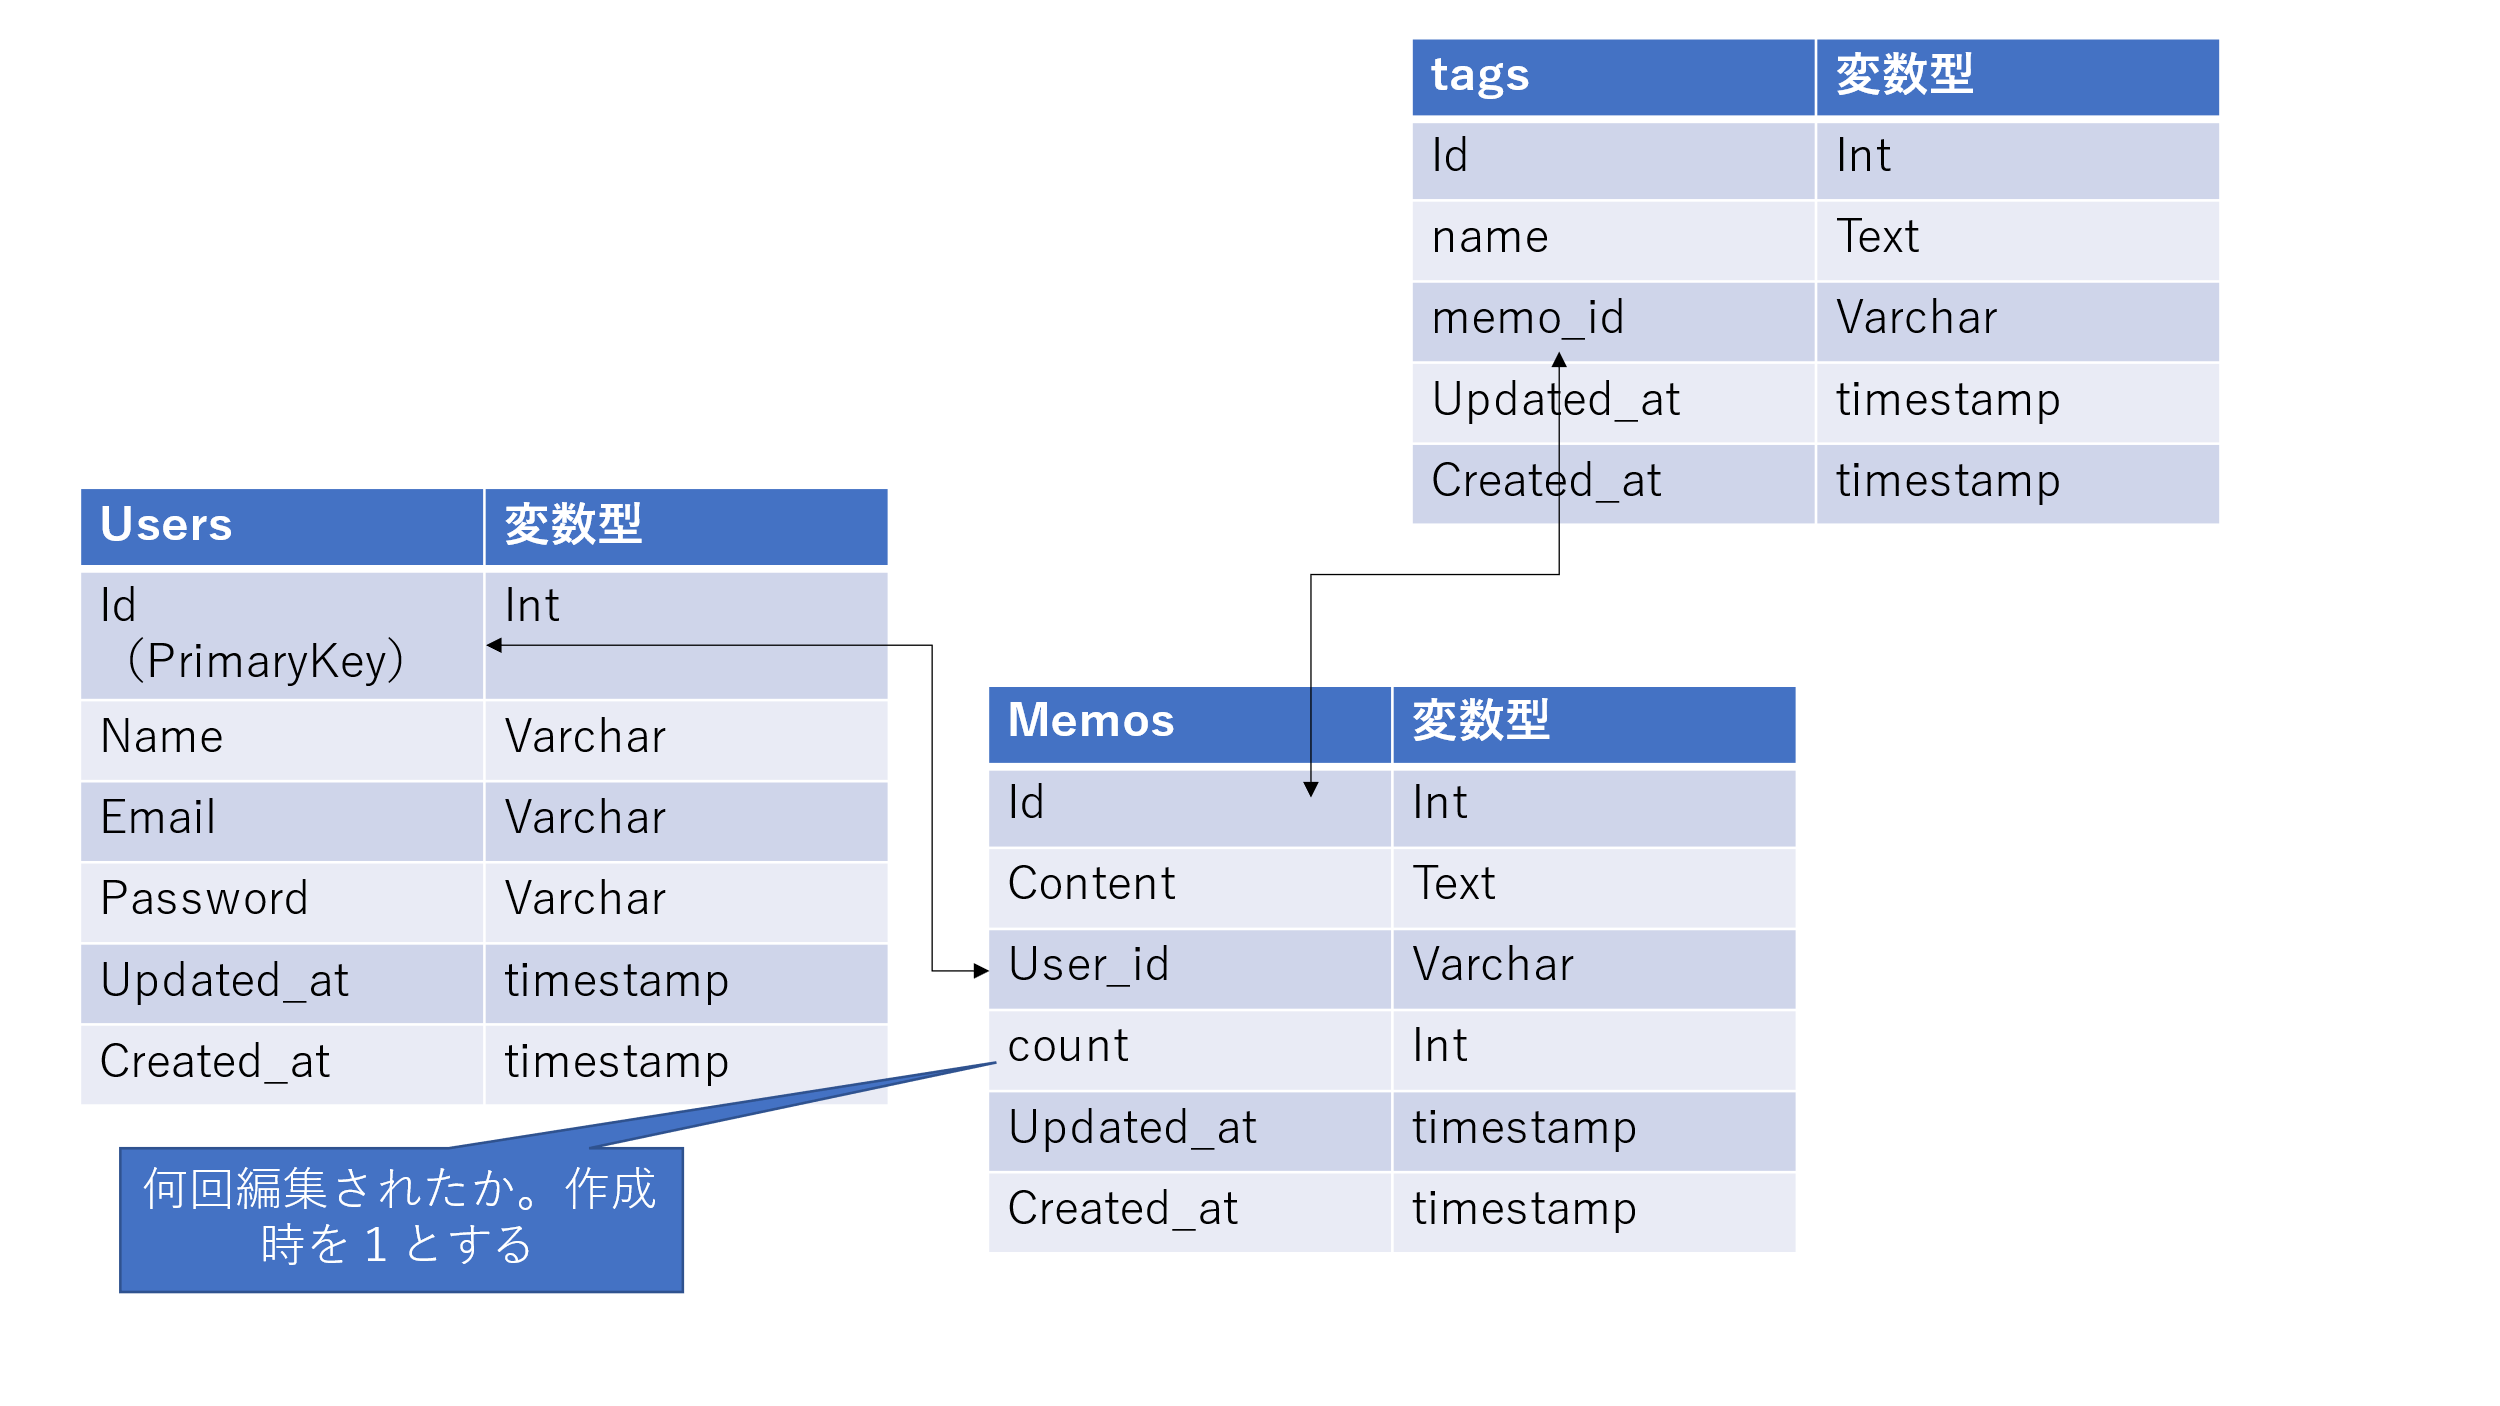 tags 変数型
Id Int
name Text
memo_id Varchar
Updated_at timestamp
Created_at timestamp
Users 変数型
Id Int
（PrimaryKey）
Name Varchar
Email Varchar
Password Varchar
Updated_at timestamp
Created_at timestamp
Memos 変数型
Id Int
Content Text
User_id Varchar
count Int
Updated_at timestamp
Created_at timestamp
何回編集されたか。作成
時を１とする